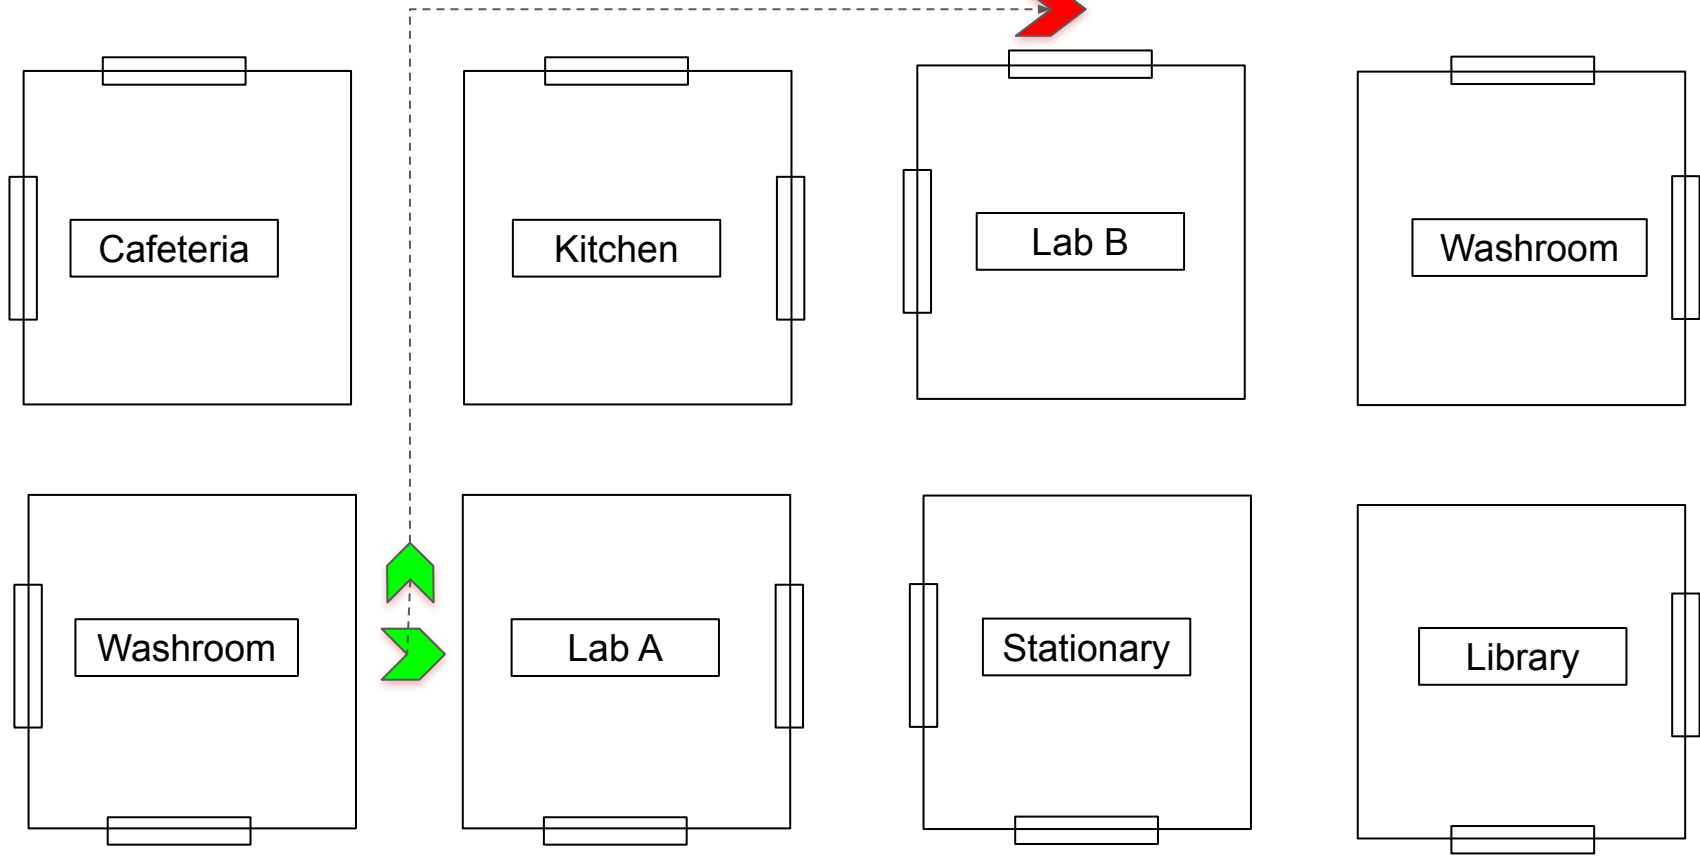 Cafeteria
Kitchen
Lab B
Washroom
Washroom
Lab A
Stationary
Library